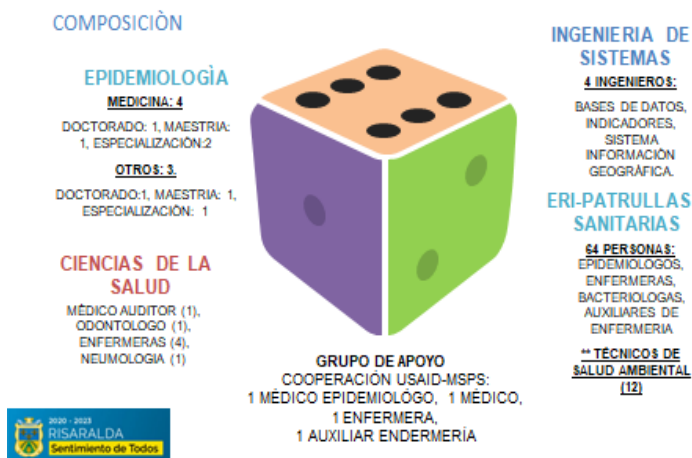 COMPOSICIÒN
EPIDEMIOLOGÌA
MEDICINA: 4
DOCTORADO: 1, MAESTRIA:
1, ESPECIALIZACIÓN:2
OTROS: 3.
DOCTORADO:1, MAESTRIA: 1,
ESPECIALIZACIÓN: 1
CIENCIAS DE LA
SALUD
MÉDICO AUDITOR (1),
ODONTOLOGO (1),
ENFERMERAS (4),
NEUMOLOGIA (1)
INGENIERIA DE
SISTEMAS
4 INGENIEROS:
BASES DE DATOS,
INDICADORES,
SISTEMA
INFORMACIÓN
GEOGRÁFICA.
ERI-PATRULLAS
SANITARIAS
64 PERSONAS:
EPIDEMIOLOGOS,
ENFERMERAS,
BACTERIOLOGAS,
AUXILIARES DE
ENFERMERIA
** TÉCNICOS DE
SALUD AMBIENTAL
(12)
GRUPO DE APOYO
COOPERACIÓN USAID-MSPS:
1 MÉDICO EPIDEMIOLÓGO, 1 MÉDICO,
1 ENFERMERA,
1 AUXILIAR ENDERMERÍA
2020 - 2023
RISARALDA
Sentimiento de Todos